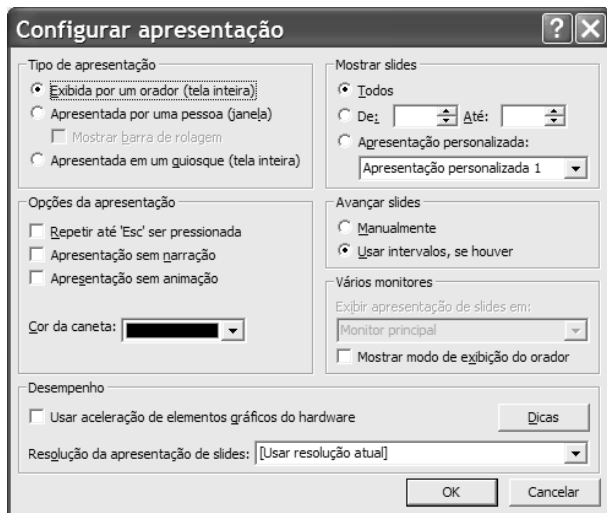 Configurar apresentação
Tipo de apresentação
Exibida por um orador (tela inteira)
Apresentada por uma pessoa (janela)
Mostrar barra de rolagem
Apresentada em um quiosque (tela inteira)
Mostrar slides
Todos
De: Até:
Apresentação personalizada:
Apresentação personalizada 1
Opções da apresentação
Repetir até 'Esc' ser pressionada
Apresentação sem narração
Apresentação sem animação
Cor da caneta:
Avançar slides
Manualmente
Usar intervalos, se houver
Vários monitores
Exibir apresentação de slides em:
Monitor principal
Mostrar modo de exibição do orador
Desempenho
Usar aceleração de elementos gráficos do hardware
Dicas
Resolução da apresentação de slides: [Usar resolução atual]
OK Cancelar